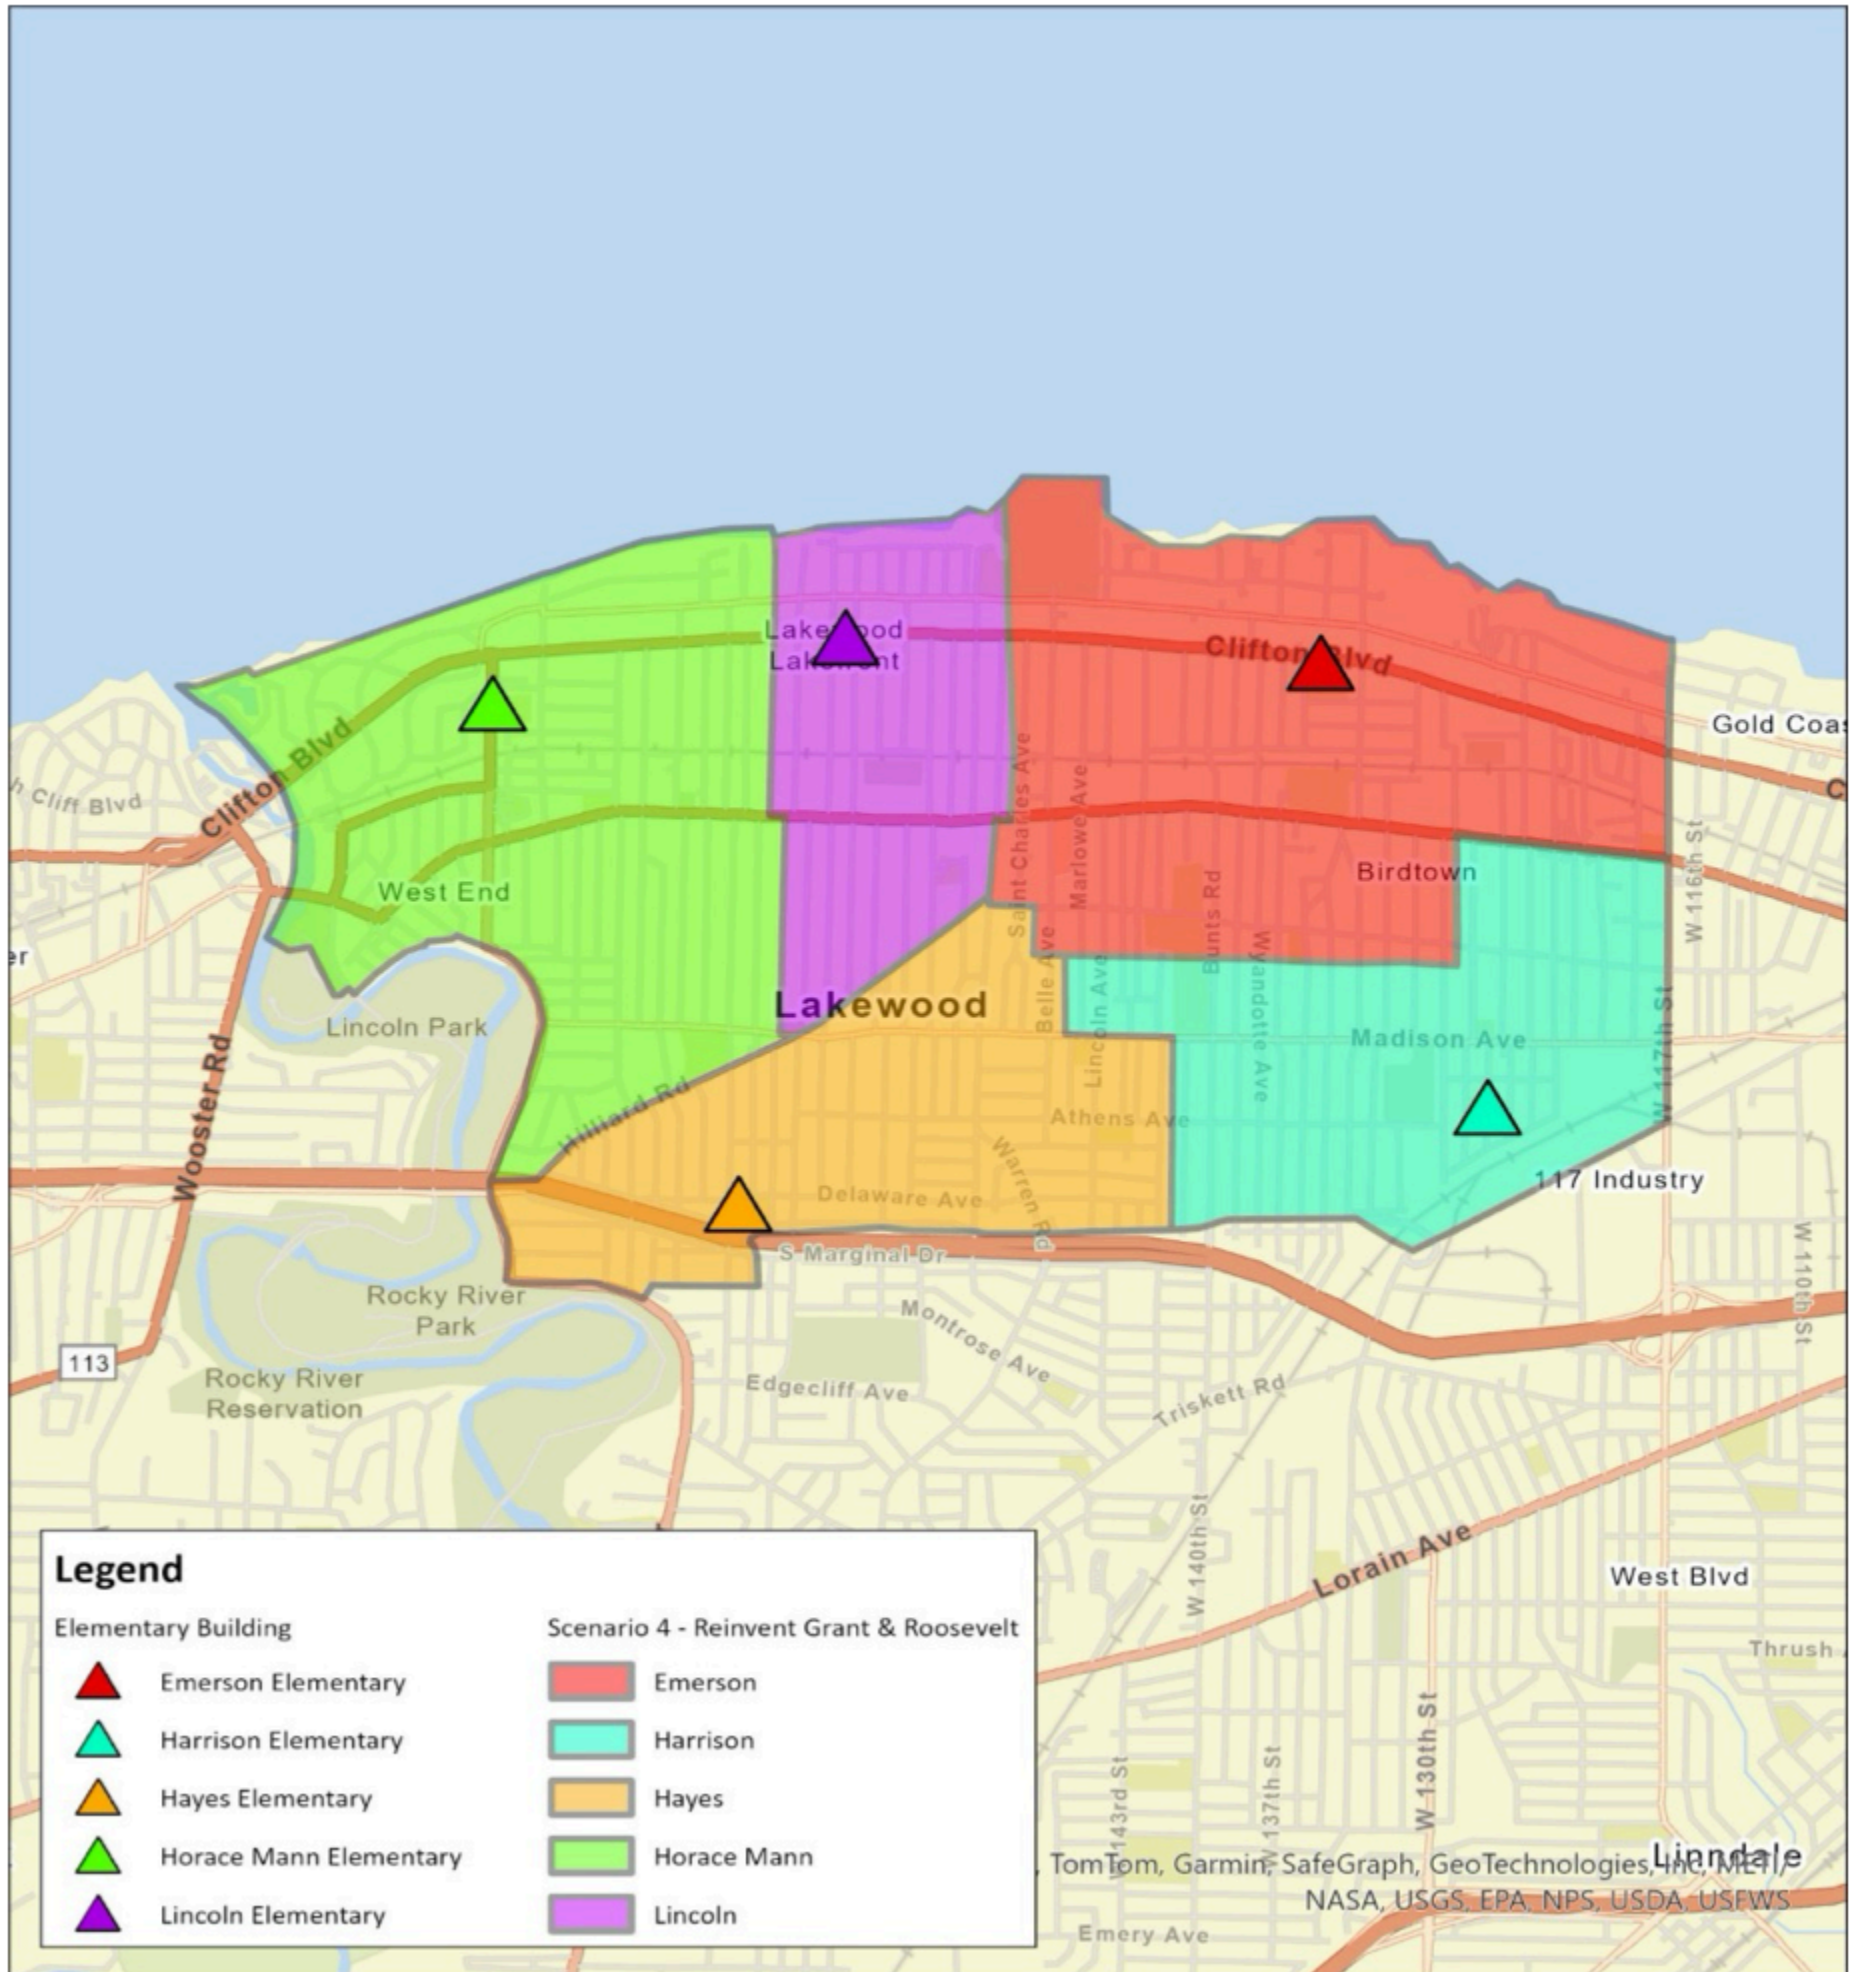 Lakewood
Clifton Blvd
Gold Coas
Clifton Blvd
h Cliff Blvd
C
Saint Charles Ave
Marlowe Ave
W 116th St
Birdtown
West End
Bunts Rd
er
Belle Ave
Lincoln Ave
Wyandotte Ave
Lakewood
Lincoln Park
Madison Ave
W 117th St
Wooster Rd
Hilliard Rd
Athens Ave
Warren Rd
117 Industry
Delaware Ave
S Marginal Dr
W 110th St
Rocky River
Park
Montrose Ave
113
Rocky River
Reservation
Edgecliff Ave
Triskett Rd
W 140th St
Lorain Ave
West Blvd
Thrush
W 130th St
W 143rd St
W 137th St
Linndale
Legend
Elementary Building
Scenario 4 - Reinvent Grant & Roosevelt
Emerson Elementary
Emerson
Harrison Elementary
Harrison
Hayes Elementary
Hayes
Horace Mann Elementary
Horace Mann
Lincoln Elementary
Lincoln
, TomTom, Garmin, SafeGraph, GeoTechnologies, Inc, METI/
NASA, USGS, EPA, NPS, USDA, USFWS
Emery Ave